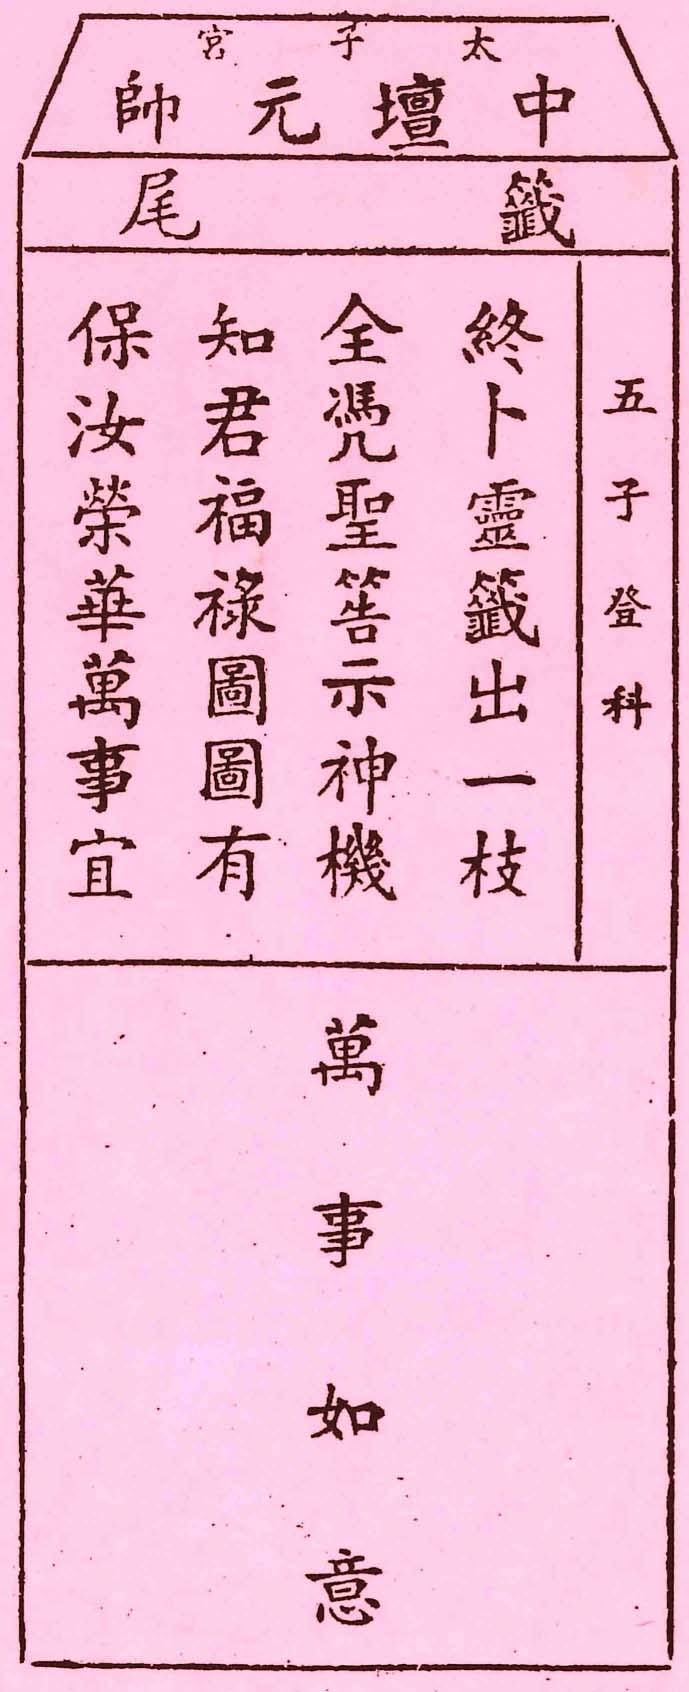 太子宮
中壇元帥
籤尾
五子登科
終卜靈籤出一枝
全凴聖筶示神機
知君福祿圖圖有
保汝榮華萬事宜
萬事如意